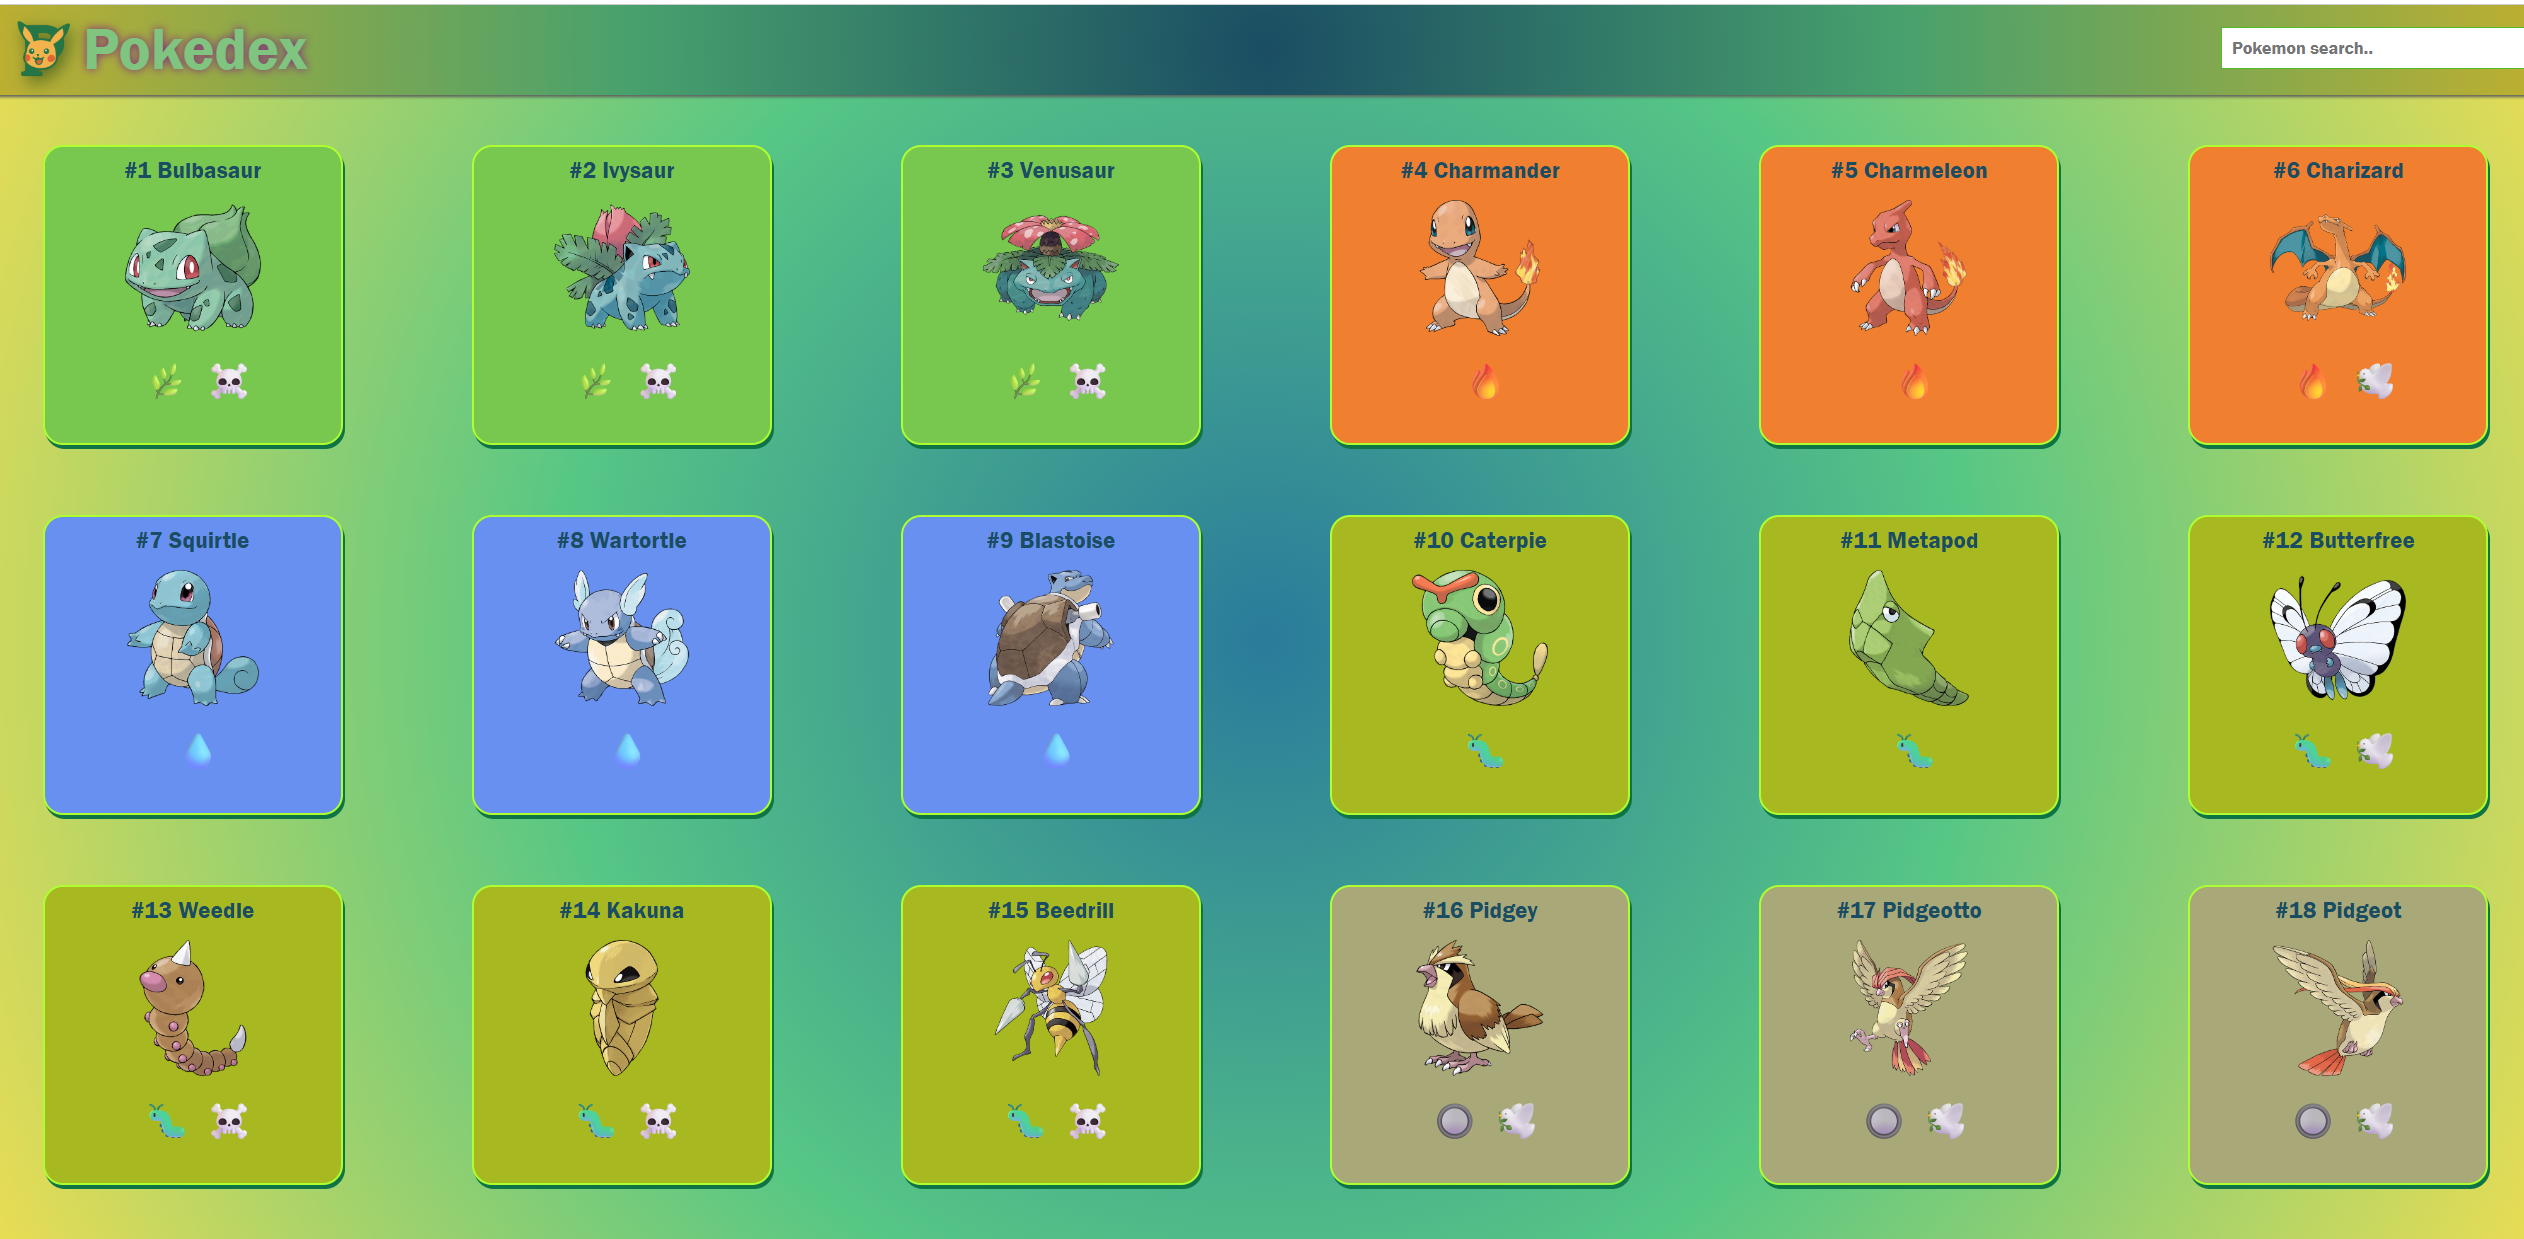 Pokedex
Pokemon search..
#1 Bulbasaur
#2 Ivysaur
#3 Venusaur
#4 Charmander
#5 Charmeleon
#6 Charizard
#7 Squirtle
#8 Wartortle
#9 Blastoise
#10 Caterpie
#11 Metapod
#12 Butterfree
#13 Weedle
#14 Kakuna
#15 Beedrill
#16 Pidgey
#17 Pidgeotto
#18 Pidgeot